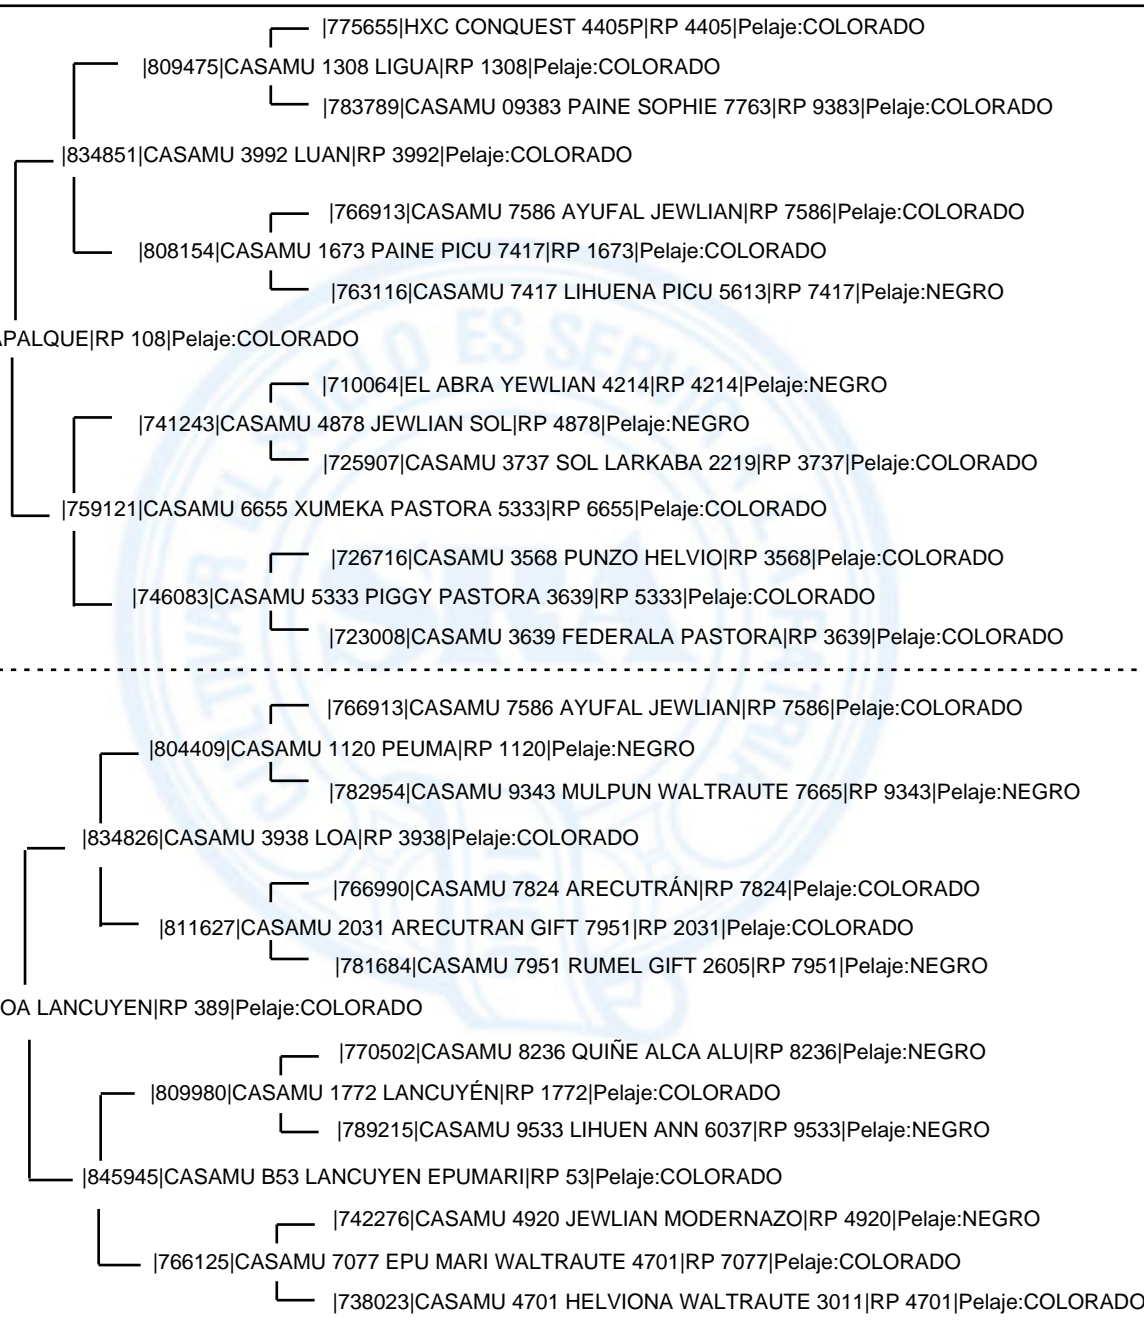 |775655|HXC CONQUEST 4405P|RP 4405|Pelaje:COLORADO
|809475|CASAMU 1308 LIGUA|RP 1308|Pelaje:COLORADO
|783789|CASAMU 09383 PAINE SOPHIE 7763|RP 9383|Pelaje:COLORADO
|834851|CASAMU 3992 LUAN|RP 3992|Pelaje:COLORADO
|766913|CASAMU 7586 AYUFAL JEWLIAN|RP 7586|Pelaje:COLORADO
|808154|CASAMU 1673 PAINE PICU 7417|RP 1673|Pelaje:COLORADO
|763116|CASAMU 7417 LIHUENA PICU 5613|RP 7417|Pelaje:NEGRO
APALQUE|RP 108|Pelaje:COLORADO
|710064|EL ABRA YEWLIAN 4214|RP 4214|Pelaje:NEGRO
|741243|CASAMU 4878 JEWLIAN SOL|RP 4878|Pelaje:NEGRO
|725907|CASAMU 3737 SOL LARKABA 2219|RP 3737|Pelaje:COLORADO
|759121|CASAMU 6655 XUMEKA PASTORA 5333|RP 6655|Pelaje:COLORADO
|726716|CASAMU 3568 PUNZO HELVIO|RP 3568|Pelaje:COLORADO
|746083|CASAMU 5333 PIGGY PASTORA 3639|RP 5333|Pelaje:COLORADO
|723008|CASAMU 3639 FEDERALA PASTORA|RP 3639|Pelaje:COLORADO
|766913|CASAMU 7586 AYUFAL JEWLIAN|RP 7586|Pelaje:COLORADO
|804409|CASAMU 1120 PEUMA|RP 1120|Pelaje:NEGRO
|782954|CASAMU 9343 MULPUN WALTRAUTE 7665|RP 9343|Pelaje:NEGRO
|834826|CASAMU 3938 LOA|RP 3938|Pelaje:COLORADO
|766990|CASAMU 7824 ARECUTRÁN|RP 7824|Pelaje:COLORADO
|811627|CASAMU 2031 ARECUTRAN GIFT 7951|RP 2031|Pelaje:COLORADO
|781684|CASAMU 7951 RUMEL GIFT 2605|RP 7951|Pelaje:NEGRO
OA LANCUYEN|RP 389|Pelaje:COLORADO
|770502|CASAMU 8236 QUIÑE ALCA ALU|RP 8236|Pelaje:NEGRO
|809980|CASAMU 1772 LANCUYÉN|RP 1772|Pelaje:COLORADO
|789215|CASAMU 9533 LIHUEN ANN 6037|RP 9533|Pelaje:NEGRO
|845945|CASAMU B53 LANCUYEN EPUMARI|RP 53|Pelaje:COLORADO
|742276|CASAMU 4920 JEWLIAN MODERNAZO|RP 4920|Pelaje:NEGRO
|766125|CASAMU 7077 EPU MARI WALTRAUTE 4701|RP 7077|Pelaje:COLORADO
|738023|CASAMU 4701 HELVIONA WALTRAUTE 3011|RP 4701|Pelaje:COLORADO
CULTIVAR EL SUELO ES SERVIR A LA PATRIA
SRA